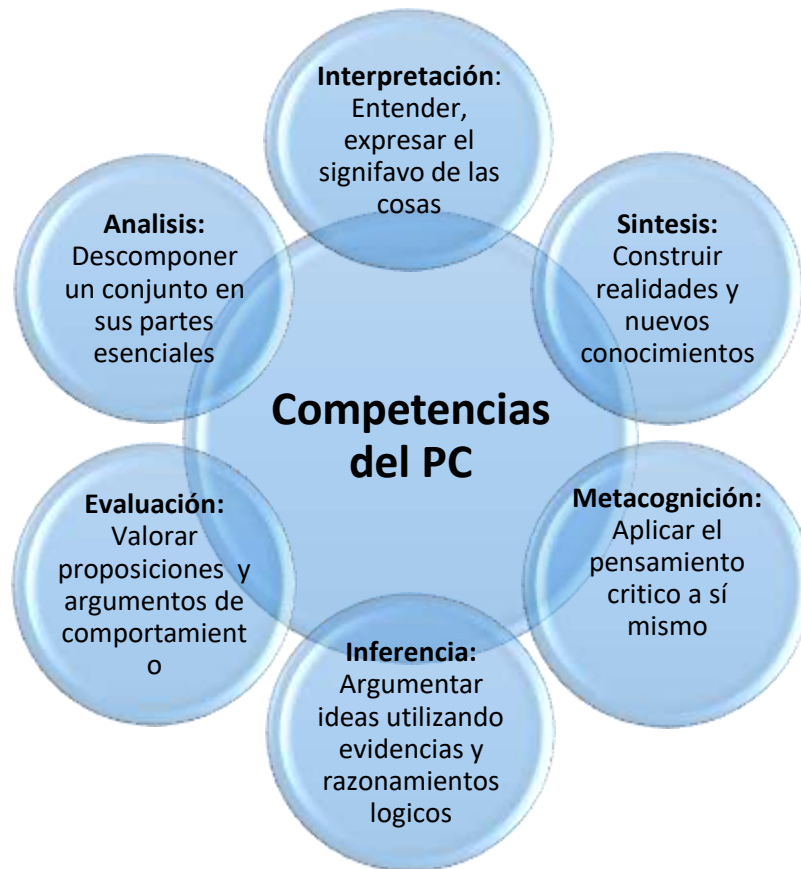 Interpretación:
Entender,
expresar el
signifavo de las
cosas
Sintesis:
Construir
realidades y
nuevos
conocimientos
Metacognición:
Aplicar el
pensamiento
critico a sí
mismo
Inferencia:
Argumentar
ideas utilizando
evidencias y
razonamientos
logicos
Evaluación:
Valorar
proposiciones y
argumentos de
comportamient
o
Analisis:
Descomponer
un conjunto en
sus partes
esenciales
Competencias
del PC